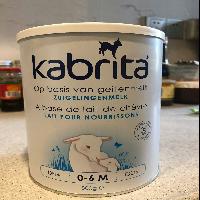 kabrita
Op basis van geitenmelk
ZUIGELINGENMELK
À base de lait de chèvre
LAIT POUR NOURRISSONS
0-6 M